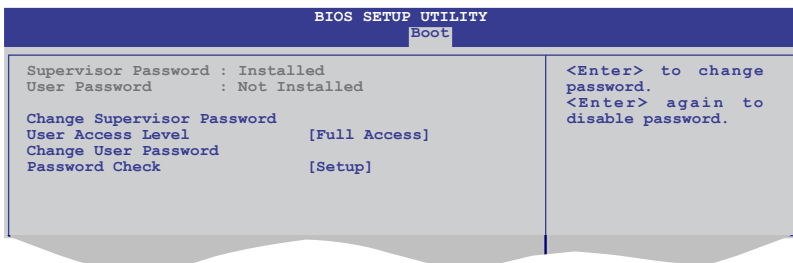 BIOS SETUP UTILITY
Boot
Supervisor Password : Installed
User Password : Not Installed
Change Supervisor Password
User Access Level [Full Access]
Change User Password
Password Check [Setup]
<Enter> to change
password.
<Enter> again to
disable password.